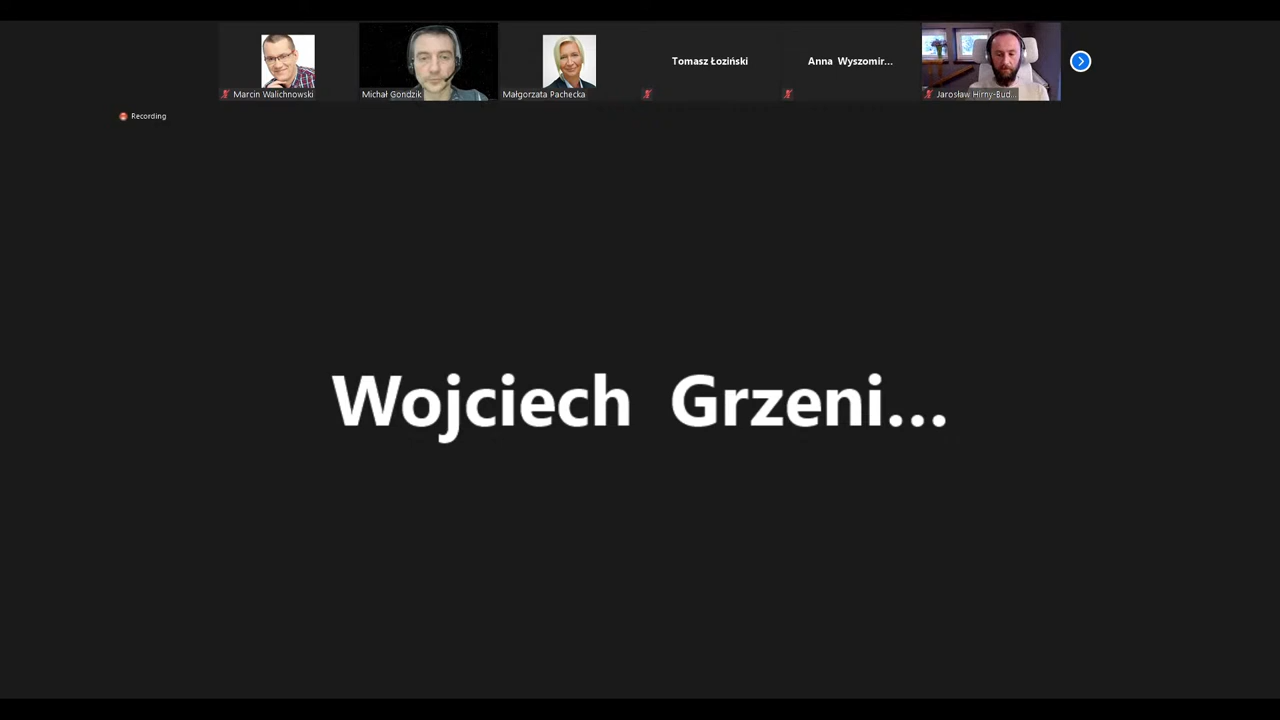 Tomasz Łoziński
Anna Wyszomir...
Marcin Walichnowski
Michał Gondzik
Małgorzata Pachecka
Jarosław Hirny-Bud...
Recording
Wojciech Grzeni...